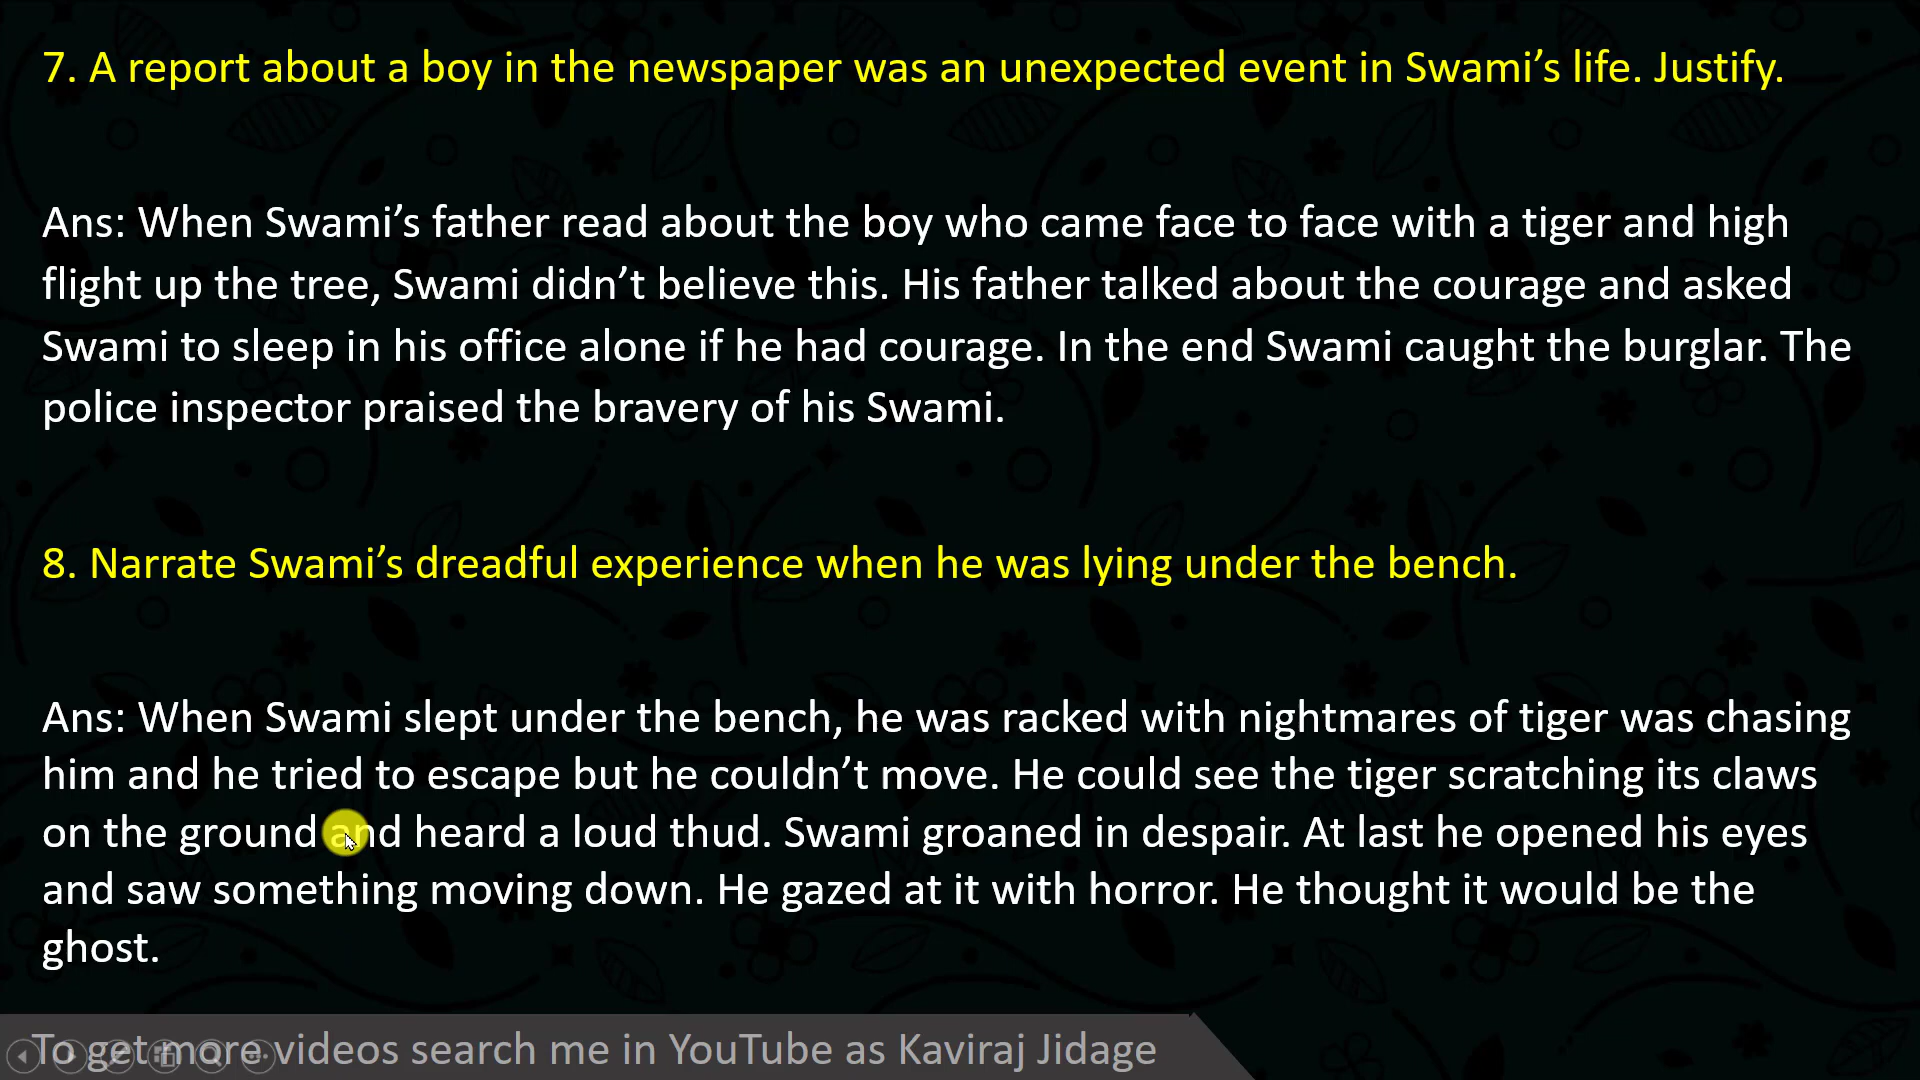 7. A report about a boy in the newspaper was an unexpected event in Swami’s life. Justify.
Ans: When Swami’s father read about the boy who came face to face with a tiger and high
flight up the tree, Swami didn’t believe this. His father talked about the courage and asked
Swami to sleep in his office alone if he had courage. In the end Swami caught the burglar. The
police inspector praised the bravery of his Swami.
8. Narrate Swami’s dreadful experience when he was lying under the bench.
Ans: When Swami slept under the bench, he was racked with nightmares of tiger was chasing
him and he tried to escape but he couldn’t move. He could see the tiger scratching its claws
on the ground and heard a loud thud. Swami groaned in despair. At last he opened his eyes
and saw something moving down. He gazed at it with horror. He thought it would be the
ghost.
To get more videos search me in YouTube as Kaviraj Jidage